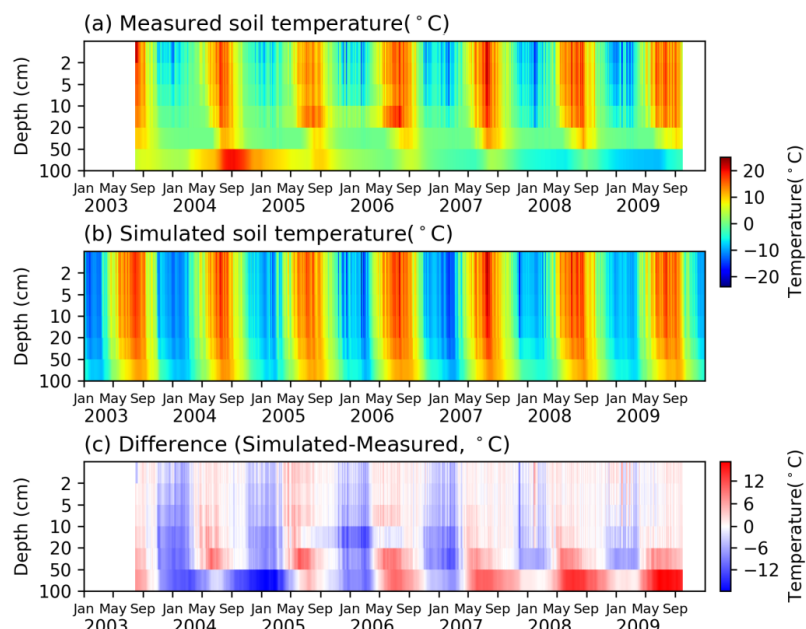 (a) Measured soil temperature(°C)
Depth (cm)
2
5
10
20
50
100
Jan May Sep Jan May Sep Jan May Sep Jan May Sep Jan May Sep Jan May Sep Jan May Sep
2003 2004 2005 2006 2007 2008 2009
(b) Simulated soil temperature(°C)
Depth (cm)
2
5
10
20
50
100
Jan May Sep Jan May Sep Jan May Sep Jan May Sep Jan May Sep Jan May Sep Jan May Sep
2003 2004 2005 2006 2007 2008 2009
20
10
0
−10
−20
Temperature(°C)
(c) Difference (Simulated-Measured, °C)
Depth (cm)
2
5
10
20
50
100
Jan May Sep Jan May Sep Jan May Sep Jan May Sep Jan May Sep Jan May Sep Jan May Sep
2003 2004 2005 2006 2007 2008 2009
12
6
0
−6
−12
Temperature(°C)